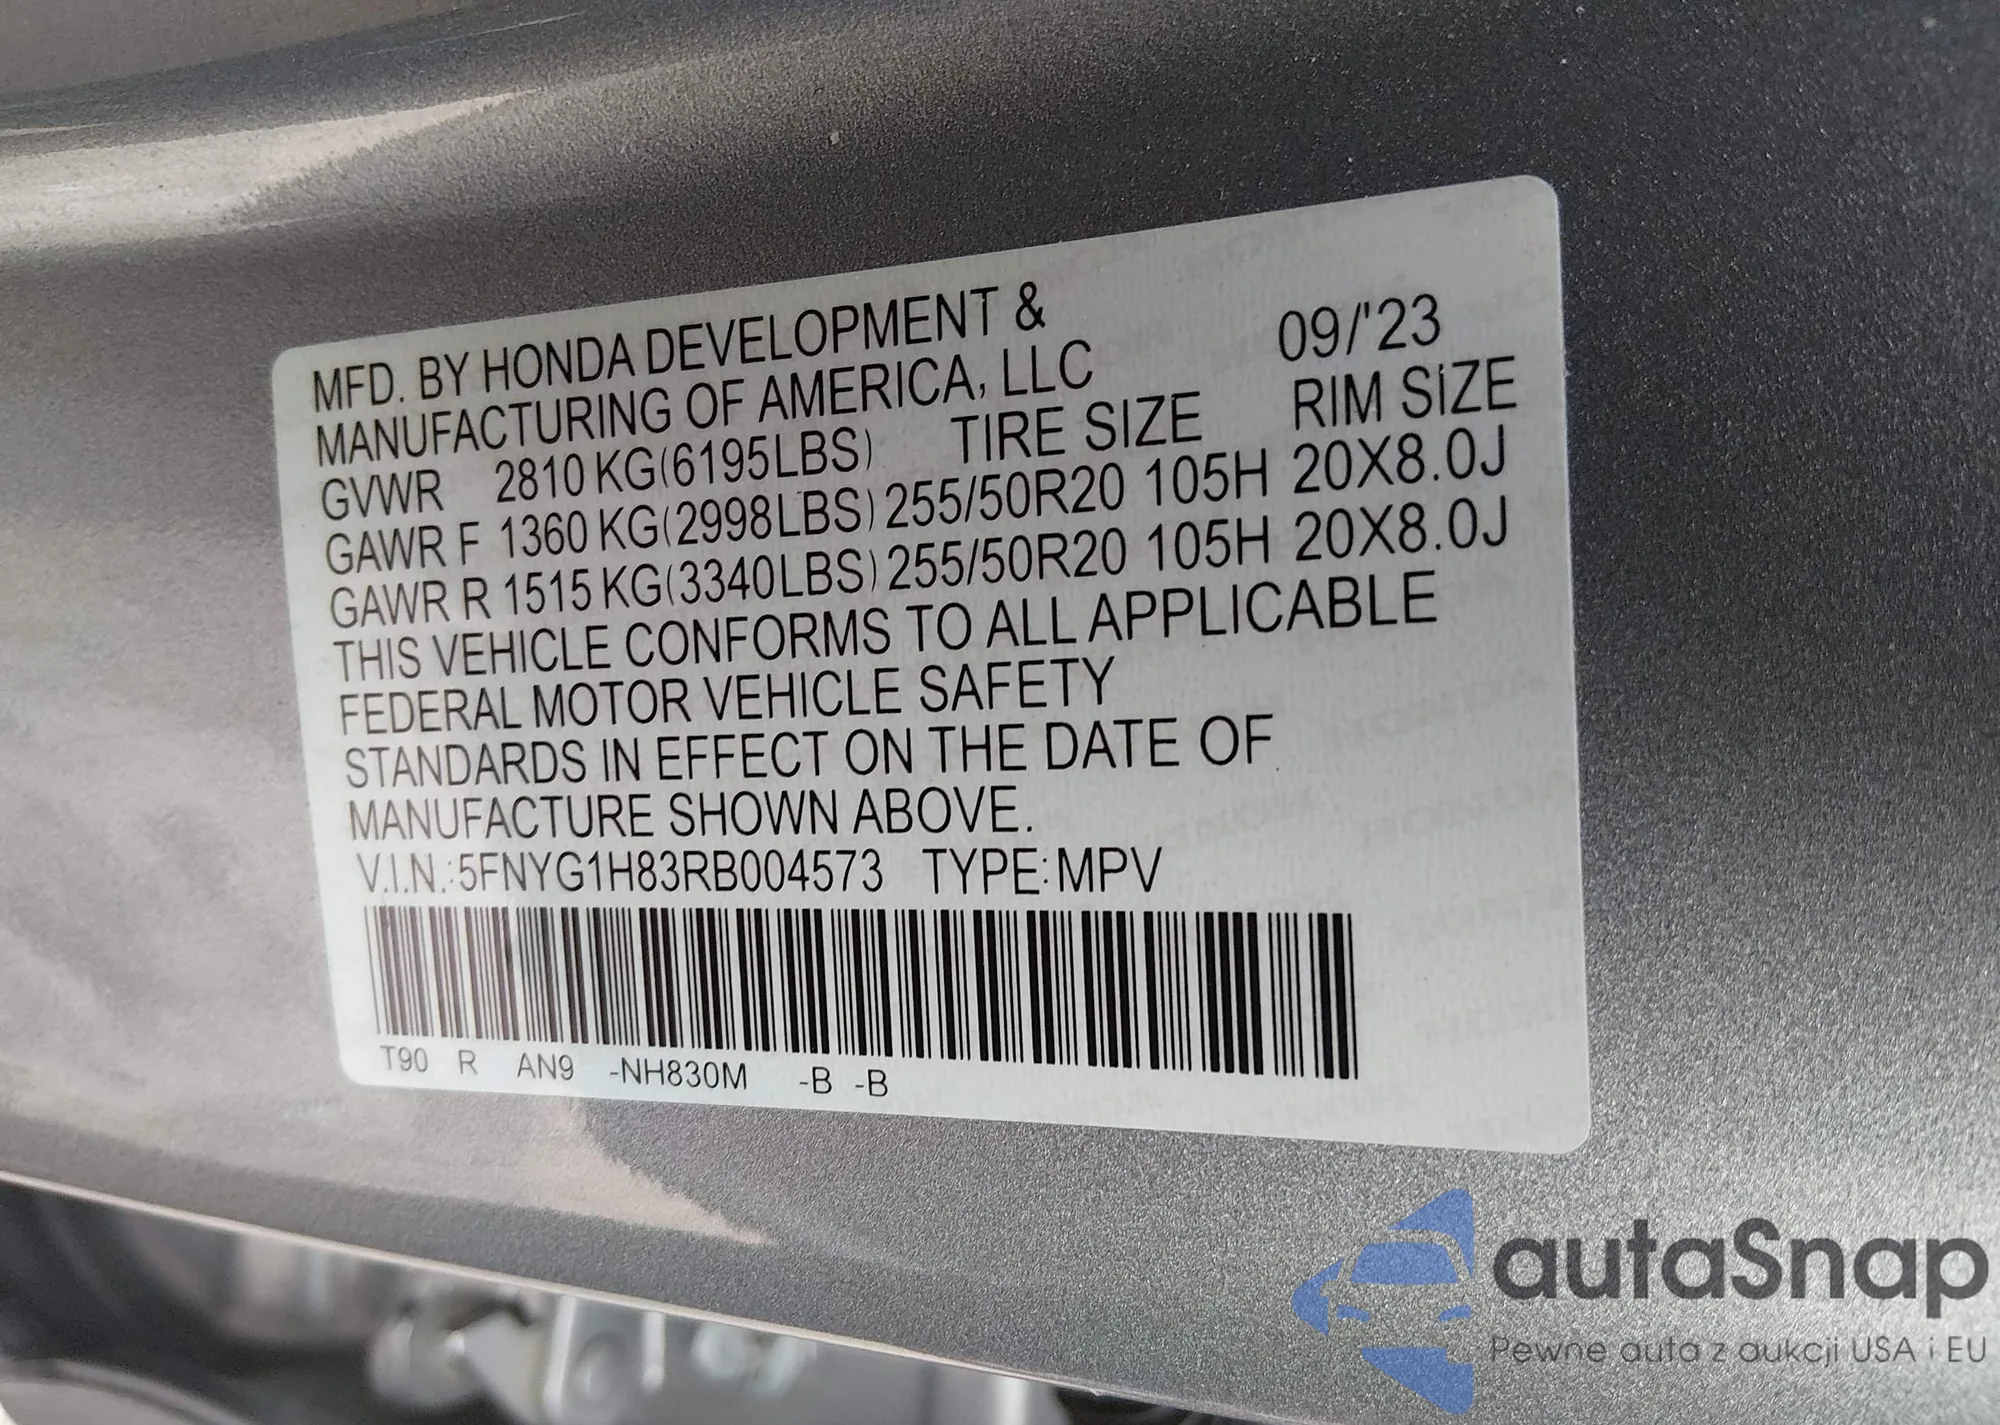 MFD. BY HONDA DEVELOPMENT &
MANUFACTURING OF AMERICA, LLC 09/'23
GVWR 2810 KG(6195LBS) TIRE SIZE RIM SIZE
GAWR F 1360 KG(2998LBS) 255/50R20 105H 20X8.0J
GAWR R 1515 KG(3340LBS) 255/50R20 105H 20X8.0J
THIS VEHICLE CONFORMS TO ALL APPLICABLE
FEDERAL MOTOR VEHICLE SAFETY
STANDARDS IN EFFECT ON THE DATE OF
MANUFACTURE SHOWN ABOVE.
V.I.N.:5FNYG1H83RB004573 TYPE:MPV
T90 R AN9 -NH830M -B -B
autaSnap
Pewne auta z aukcji USA i EU